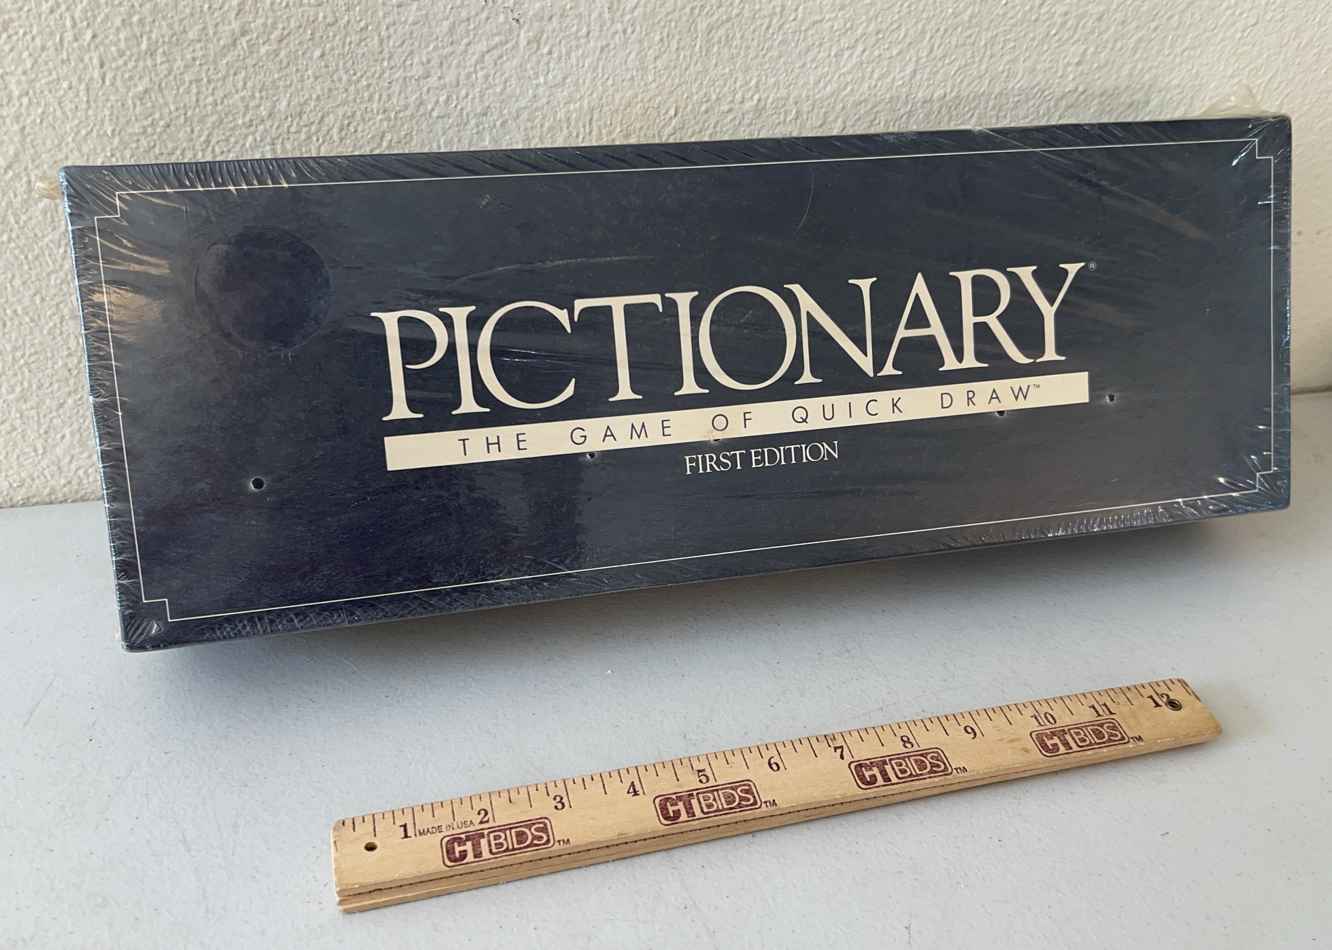 PICTIONARY®
THE GAME OF QUICK DRAW™
FIRST EDITION
1 2 3 4 5 6 7 8 9 10 11 12
MADE IN USA
CTBIDS™ CTBIDS™ CTBIDS™ CTBIDS™